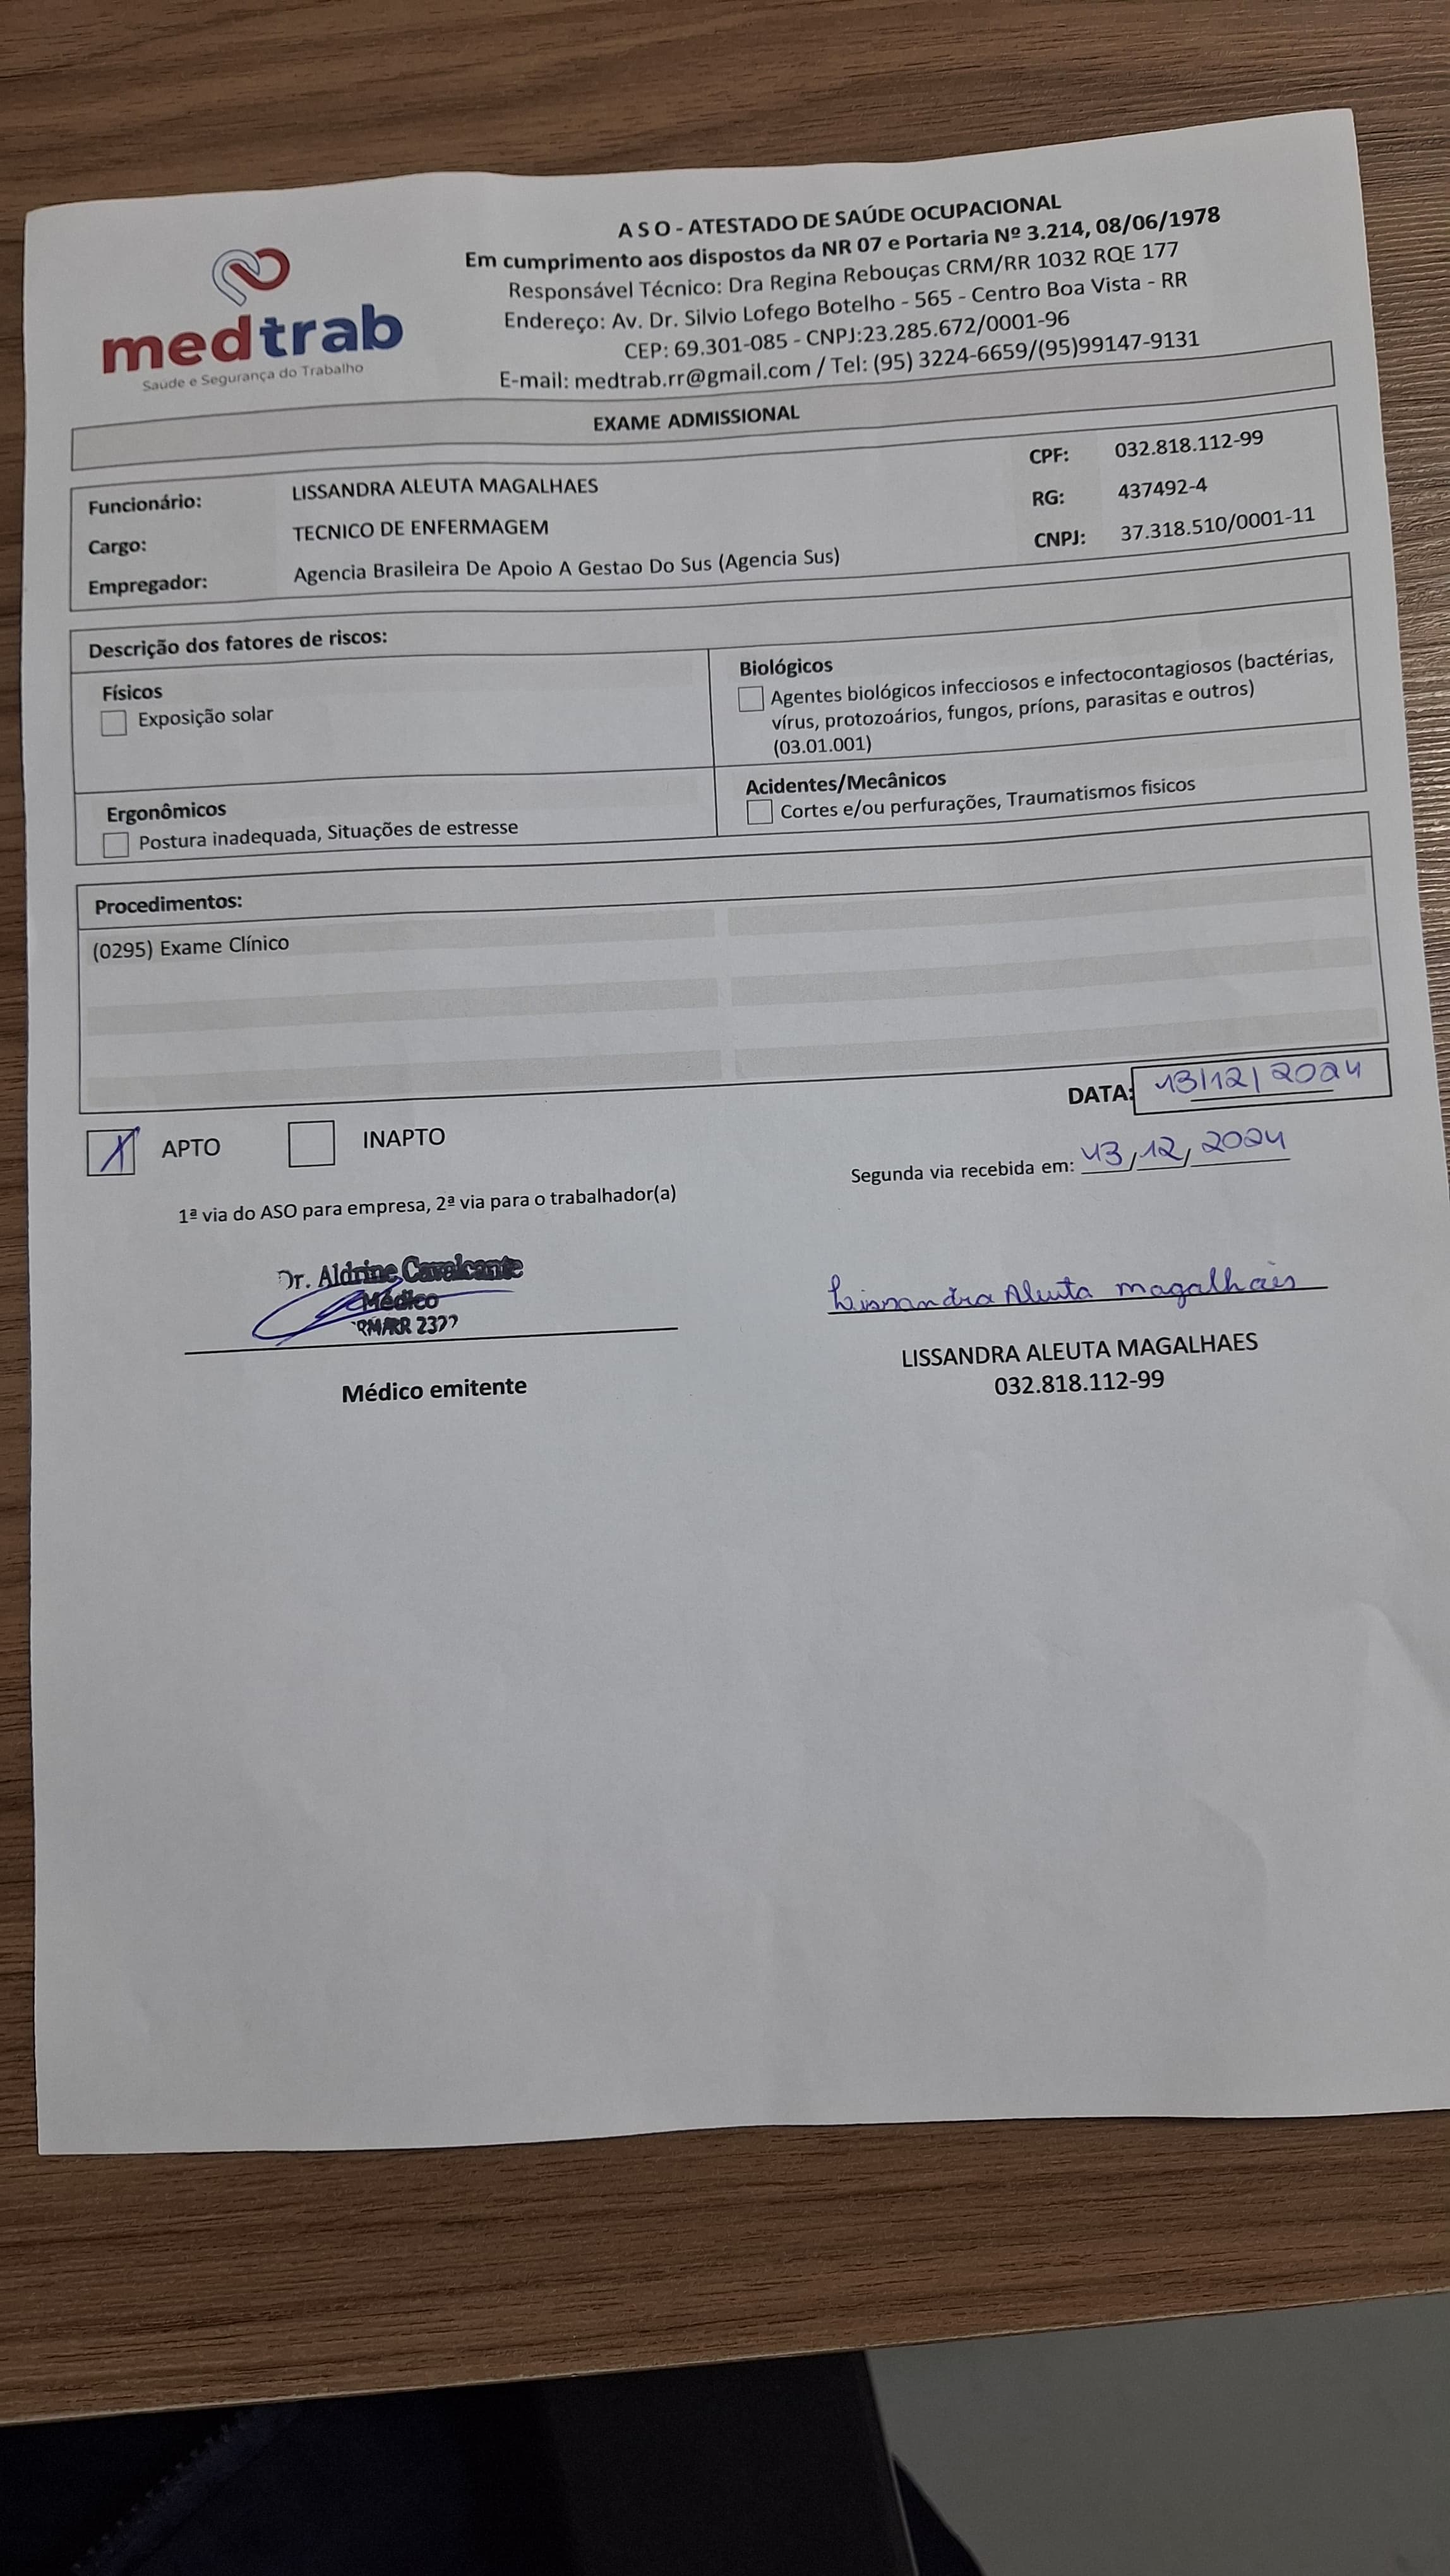 medtrab
Saúde e Segurança do Trabalho
A S O - ATESTADO DE SAÚDE OCUPACIONAL
Em cumprimento aos dispostos da NR 07 e Portaria Nº 3.214, 08/06/1978
Responsável Técnico: Dra Regina Rebouças CRM/RR 1032 RQE 177
Endereço: Av. Dr. Silvio Lofego Botelho - 565 - Centro Boa Vista - RR
CEP: 69.301-085 - CNPJ:23.285.672/0001-96
E-mail: medtrab.rr@gmail.com / Tel: (95) 3224-6659/(95)99147-9131
EXAME ADMISSIONAL
Funcionário: LISSANDRA ALEUTA MAGALHAES CPF: 032.818.112-99
Cargo: TECNICO DE ENFERMAGEM RG: 437492-4
Empregador: Agencia Brasileira De Apoio A Gestao Do Sus (Agencia Sus) CNPJ: 37.318.510/0001-11
Descrição dos fatores de riscos:
Físicos
Exposição solar
Biológicos
Agentes biológicos infecciosos e infectocontagiosos (bactérias,
vírus, protozoários, fungos, príons, parasitas e outros)
(03.01.001)
Ergonômicos
Postura inadequada, Situações de estresse
Acidentes/Mecânicos
Cortes e/ou perfurações, Traumatismos fisicos
Procedimentos:
(0295) Exame Clínico
DATA: 13/12/2024
X APTO INAPTO
Segunda via recebida em: 13/12/2024
1ª via do ASO para empresa, 2ª via para o trabalhador(a)
Dr. Aldrine Cavalcante
Médico
Médico emitente
Lissandra Aleuta Magalhães
LISSANDRA ALEUTA MAGALHAES
032.818.112-99